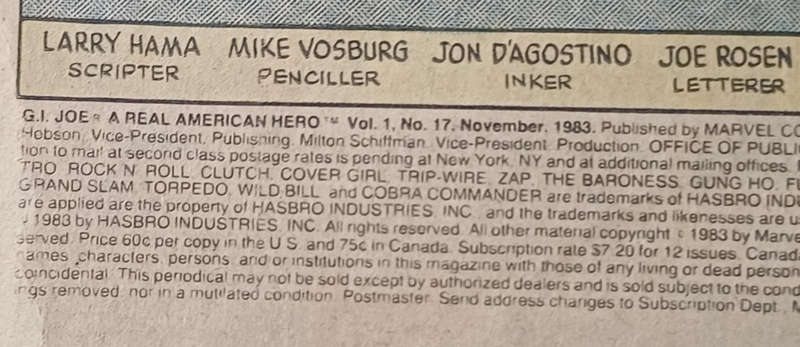 LARRY HAMA MIKE VOSBURG JON D'AGOSTINO JOE ROSEN
SCRIPTER PENCILLER INKER LETTERER
G.I. JOE® A REAL AMERICAN HERO™ Vol. 1, No. 17, November, 1983. Published by MARVEL CO
Hobson, Vice-President, Publishing. Milton Schiffman, Vice-President, Production. OFFICE OF PUBLI
tion to mail at second class postage rates is pending at New York, NY and at additional mailing offices.
TRO, ROCK N' ROLL, CLUTCH, COVER GIRL, TRIP-WIRE, ZAP, THE BARONESS, GUNG HO, F
GRAND SLAM, TORPEDO, WILD BILL, and COBRA COMMANDER are trademarks of HASBRO INDU
are applied are the property of HASBRO INDUSTRIES, INC., and the trademarks and likenesses are u
1983 by HASBRO INDUSTRIES, INC. All rights reserved. All other material copyright © 1983 by Marve
served. Price 60¢ per copy in the U.S. and 75¢ in Canada. Subscription rate $7.20 for 12 issues. Canad
names, characters, persons, and/or institutions in this magazine with those of any living or dead person
coincidental. This periodical may not be sold except by authorized dealers and is sold subject to the cond
ngs removed, nor in a mutilated condition. Postmaster: Send address changes to Subscription Dept., M